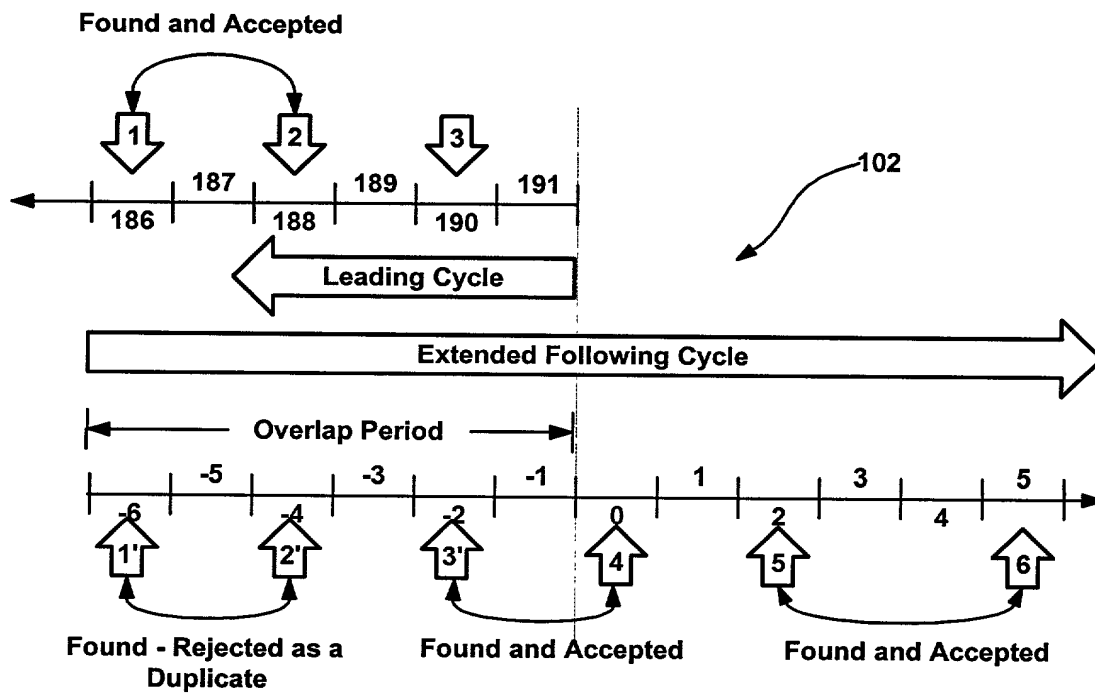 Found and Accepted
1 2 3
187 189 191
186 188 190
102
Leading Cycle
Extended Following Cycle
Overlap Period
-5 -3 -1 1 3 5
-6 -4 -2 0 2 4
1' 2' 3' 4 5 6
Found - Rejected as a
Duplicate
Found and Accepted
Found and Accepted